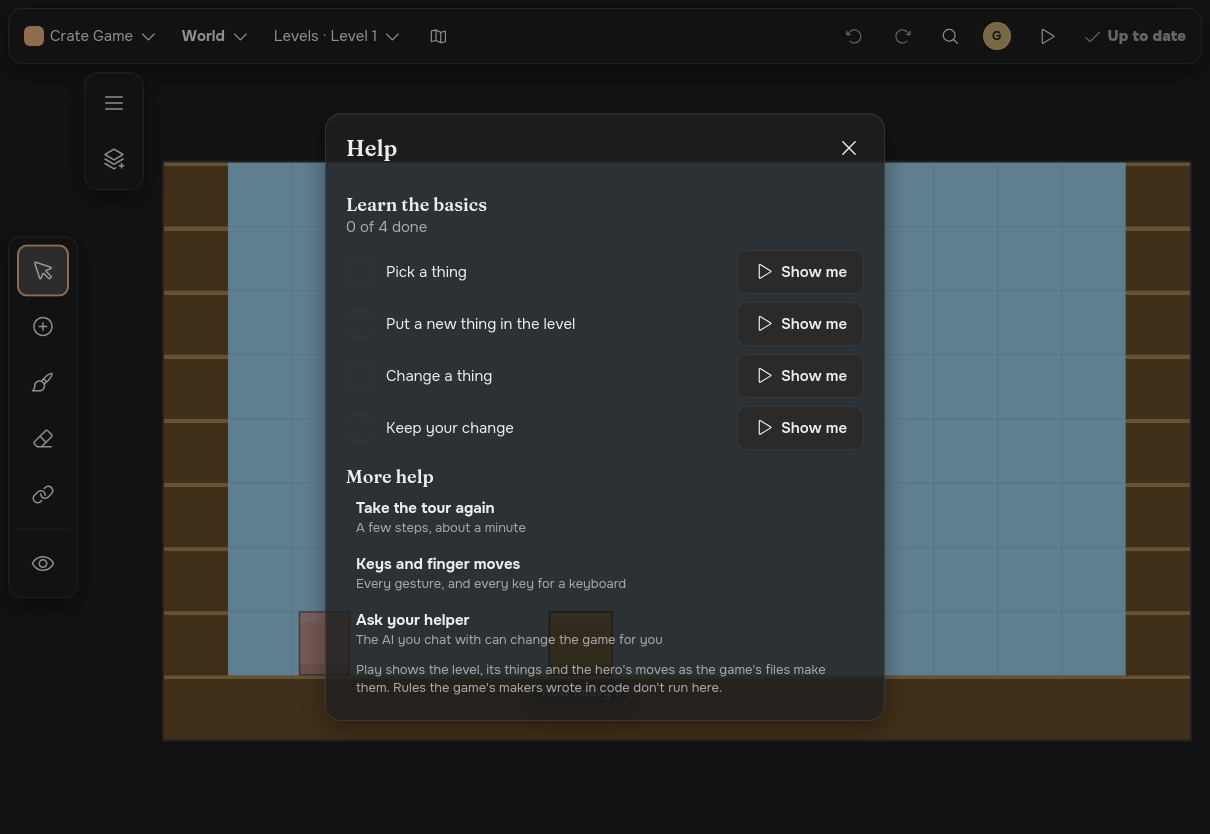 Crate Game
World
Levels · Level 1
G
Up to date
Help
Learn the basics
0 of 4 done
Pick a thing
Show me
Put a new thing in the level
Show me
Change a thing
Show me
Keep your change
Show me
More help
Take the tour again
A few steps, about a minute
Keys and finger moves
Every gesture, and every key for a keyboard
Ask your helper
The AI you chat with can change the game for you
Play shows the level, its things and the hero's moves as the game's files make
them. Rules the game's makers wrote in code don't run here.